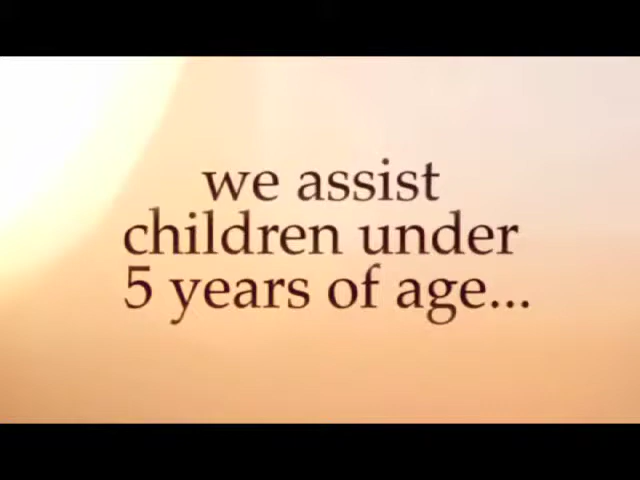 we assist
children under
5 years of age...